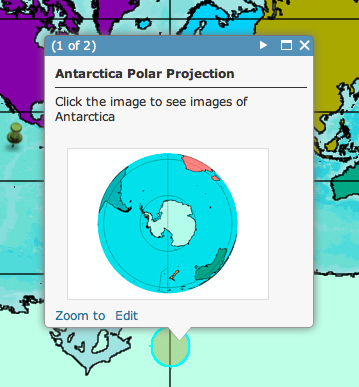 (1 of 2)
Antarctica Polar Projection
Click the image to see images of
Antarctica
Zoom to Edit